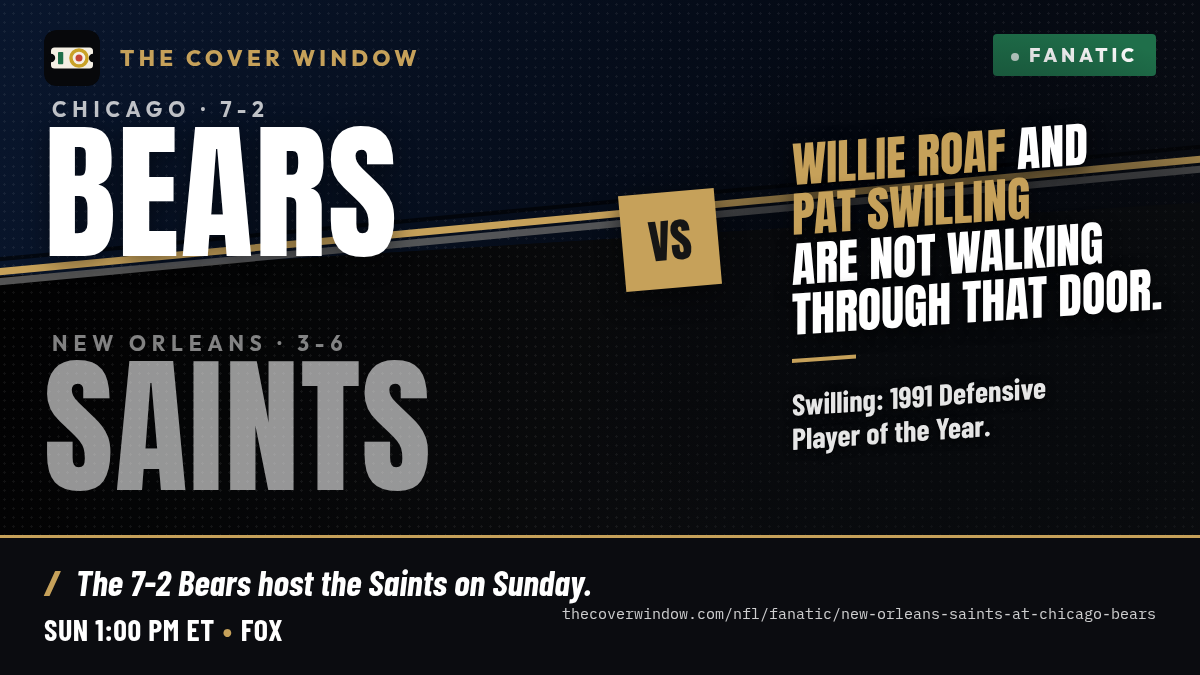 THE COVER WINDOW
FANATIC
CHICAGO · 7-2
BEARS
VS
NEW ORLEANS · 3-6
SAINTS
WILLIE ROAF AND
PAT SWILLING
ARE NOT WALKING
THROUGH THAT DOOR.
Swilling: 1991 Defensive
Player of the Year.
/ The 7-2 Bears host the Saints on Sunday.
SUN 1:00 PM ET • FOX
thecoverwindow.com/nfl/fanatic/new-orleans-saints-at-chicago-bears